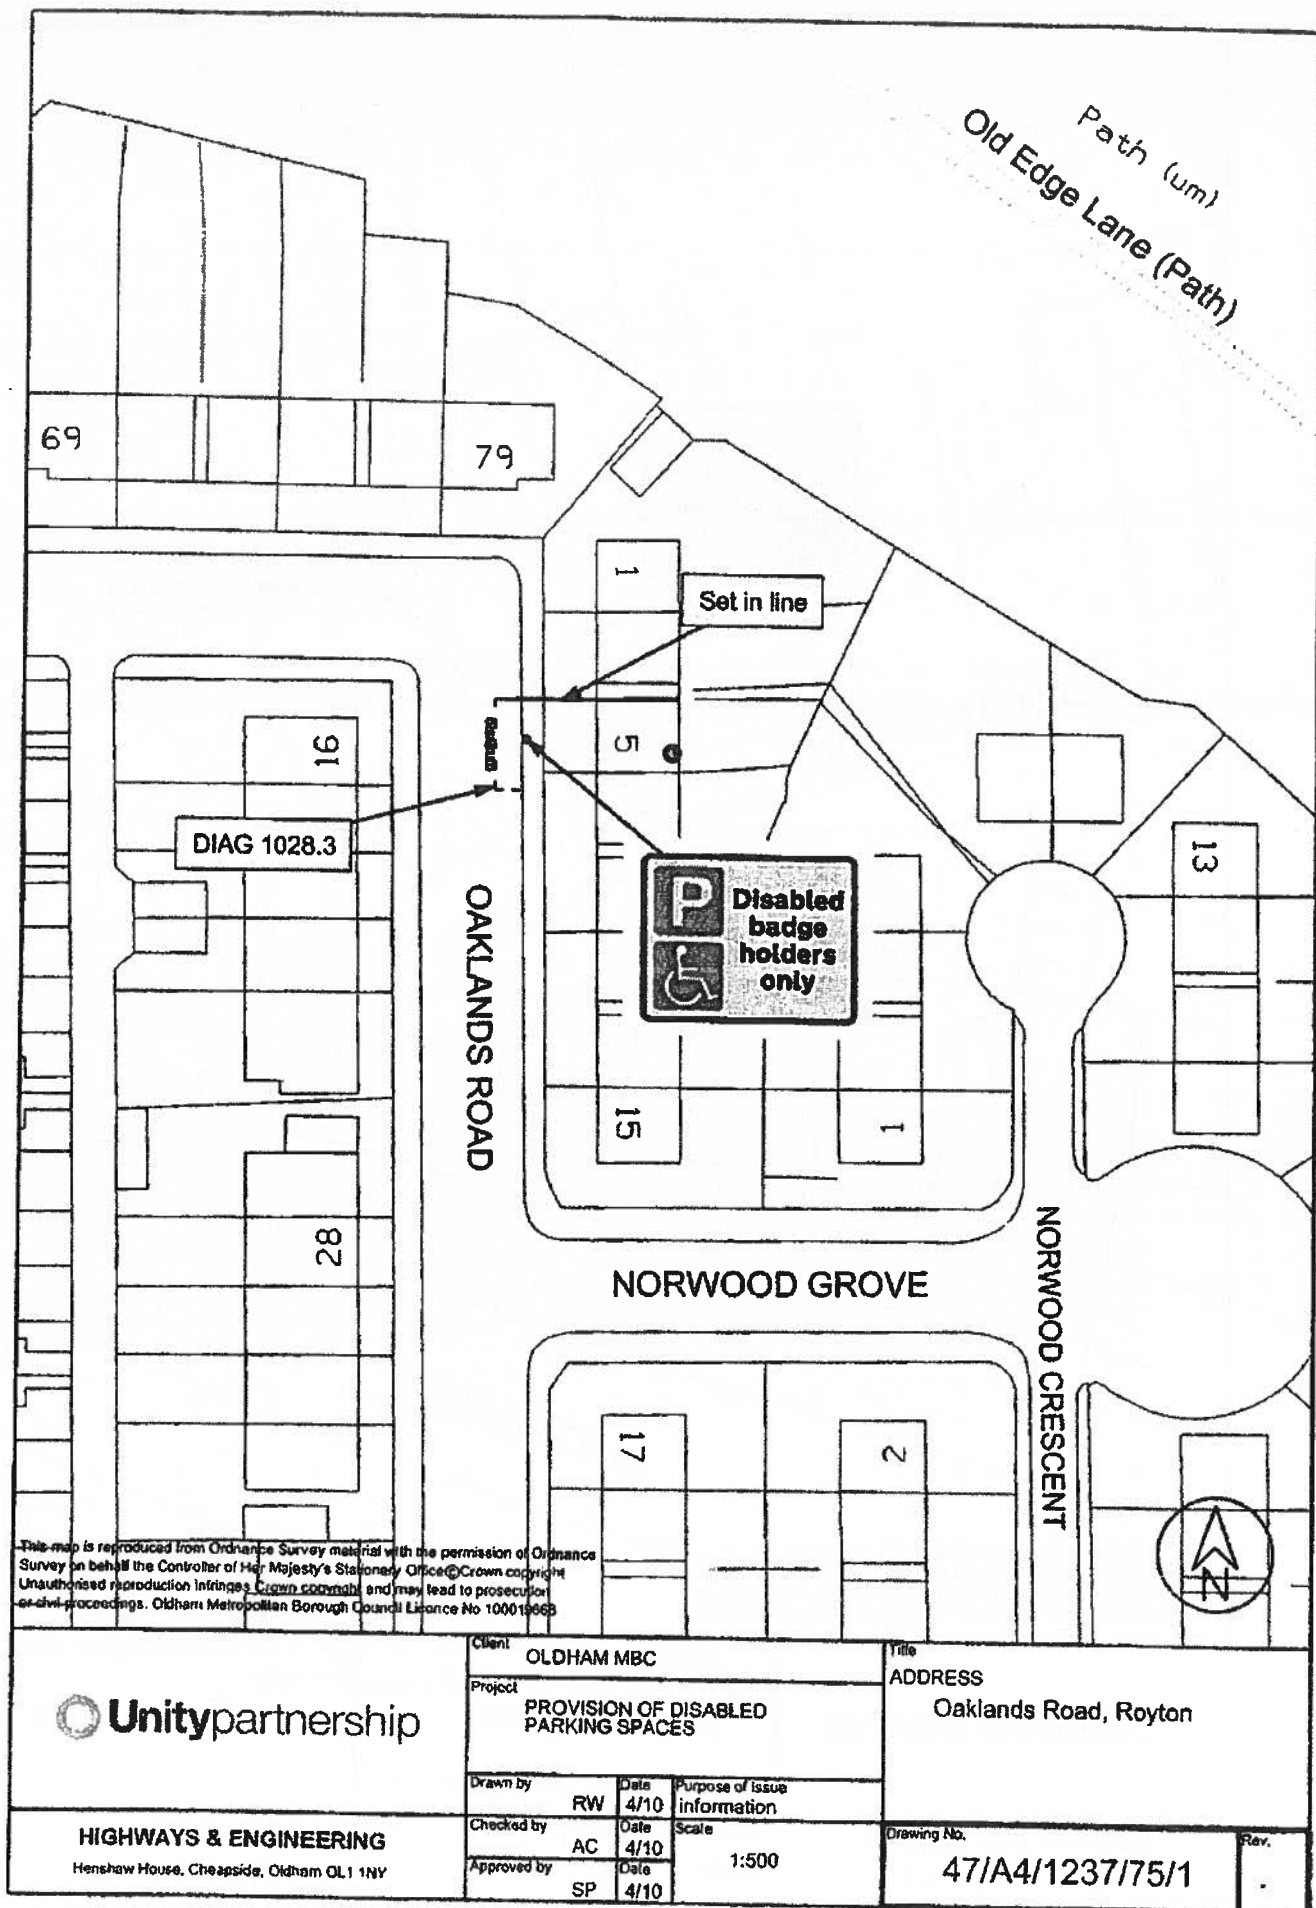 Path (um)
Old Edge Lane (Path)
69
79
1
Set in line
5
16
DIAG 1028.3
OAKLANDS ROAD
P
Disabled
badge
holders
only
13
15
1
28
NORWOOD GROVE
NORWOOD CRESCENT
17
2
N
This map is reproduced from Ordnance Survey material with the permission of Ordnance
Survey on behalf the Controller of Her Majesty's Stationery Office©Crown copyright
Unauthorised reproduction infringes Crown copyright and may lead to prosecution
or civil proceedings. Oldham Metropolitan Borough Council Licence No 100019668
Unitypartnership
HIGHWAYS & ENGINEERING
Henshaw House, Cheapside, Oldham OL1 1NY
Client
OLDHAM MBC
Project
PROVISION OF DISABLED
PARKING SPACES
Drawn by
RW
Date
4/10
Purpose of issue
information
Checked by
AC
Date
4/10
Scale
1:500
Approved by
SP
Date
4/10
Title
ADDRESS
Oaklands Road, Royton
Drawing No.
47/A4/1237/75/1
Rev.
.